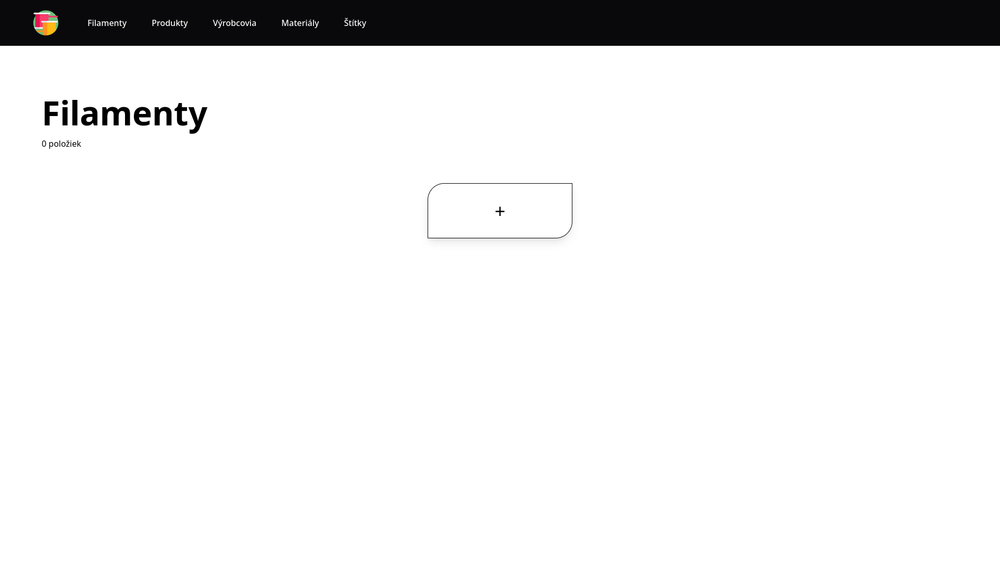 Filamenty
Produkty
Výrobcovia
Materiály
Štítky
Filamenty
0 položiek
+